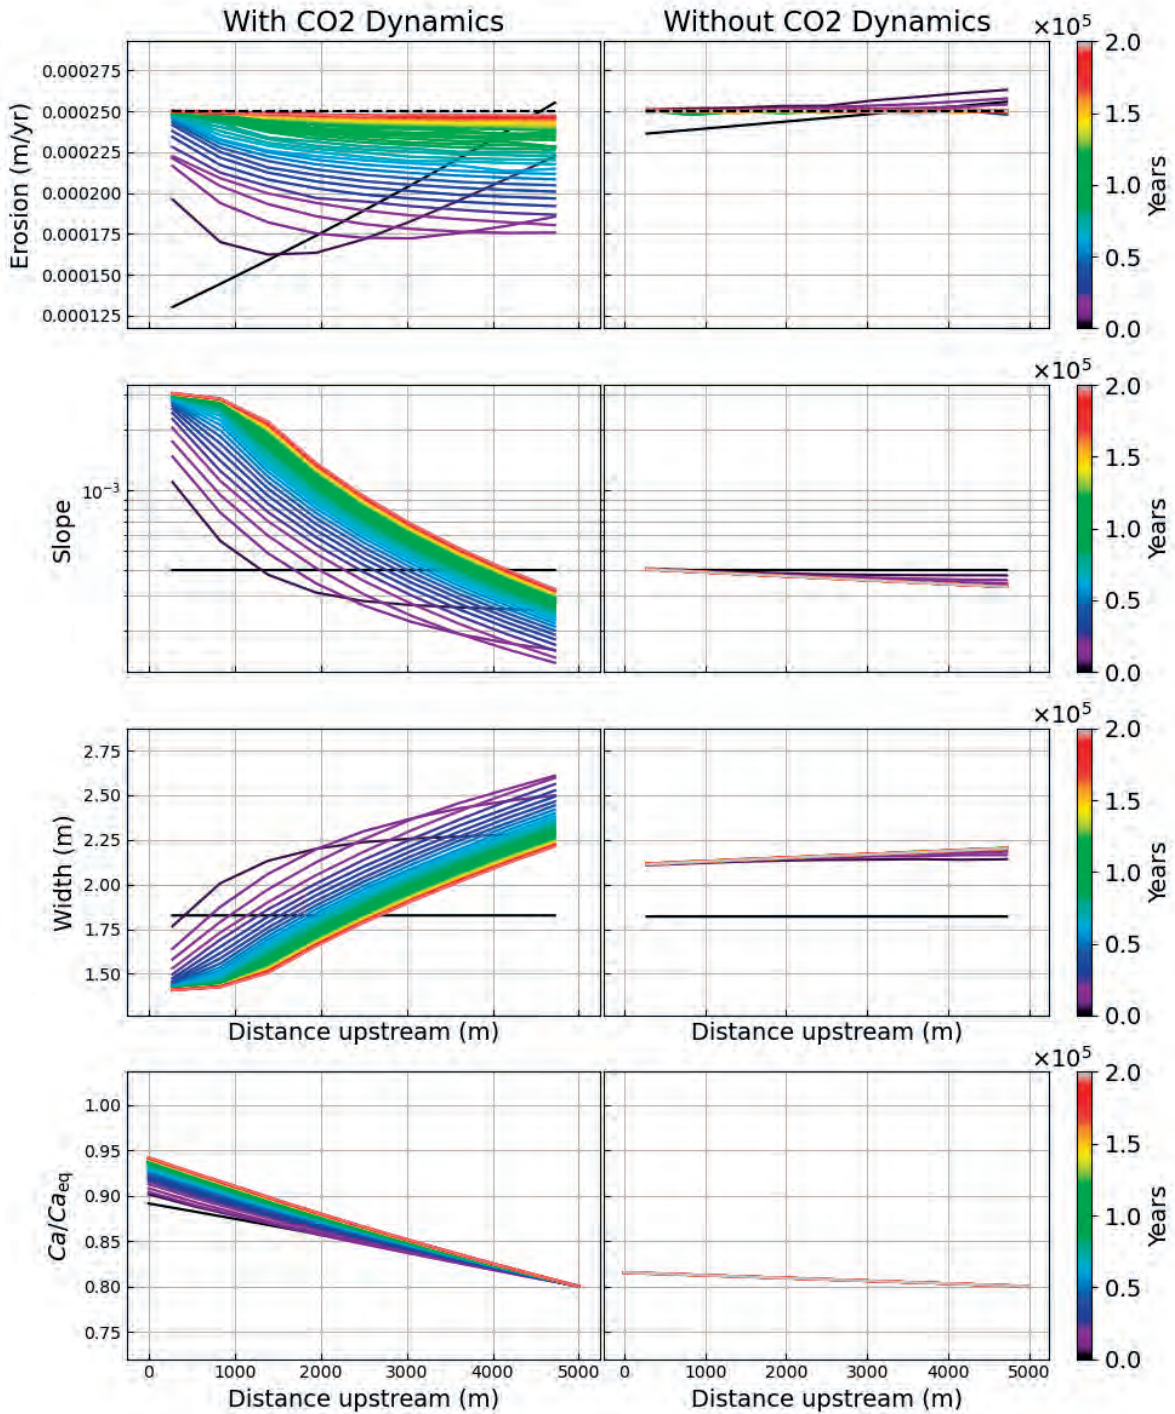 With CO2 Dynamics
Without CO2 Dynamics
×10⁵
Erosion (m/yr)
0.000275
0.000250
0.000225
0.000200
0.000175
0.000150
0.000125
2.0
1.5
1.0
0.5
0.0
Years
×10⁵
Slope
10⁻³
2.0
1.5
1.0
0.5
0.0
Years
×10⁵
Width (m)
2.75
2.50
2.25
2.00
1.75
1.50
2.0
1.5
1.0
0.5
0.0
Years
Distance upstream (m)
Distance upstream (m)
×10⁵
Ca/Ca_eq
1.00
0.95
0.90
0.85
0.80
0.75
2.0
1.5
1.0
0.5
0.0
Years
0 1000 2000 3000 4000 5000
0 1000 2000 3000 4000 5000
Distance upstream (m)
Distance upstream (m)